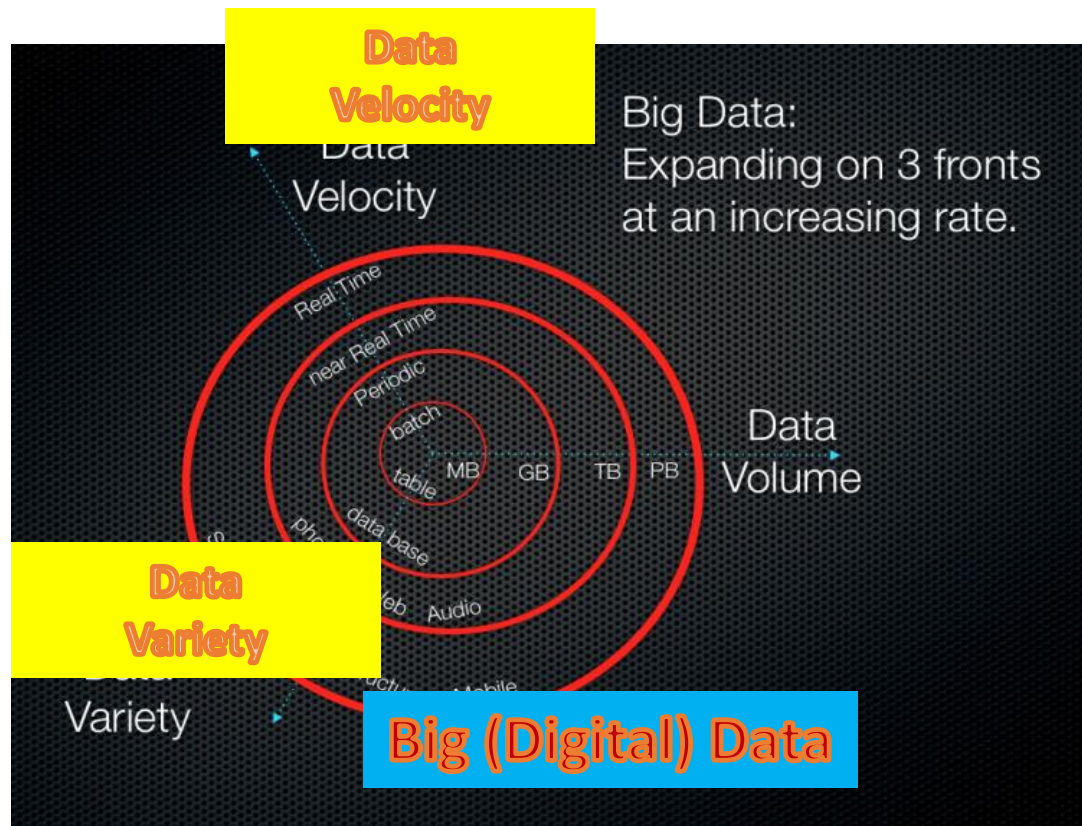 Data
Velocity
Data
Velocity
Big Data:
Expanding on 3 fronts
at an increasing rate.
Real Time
near Real Time
Periodic
batch
MB
GB
TB
PB
Data
Volume
table
data base
Audio
Mobile
Data
Variety
Data
Variety
Big (Digital) Data